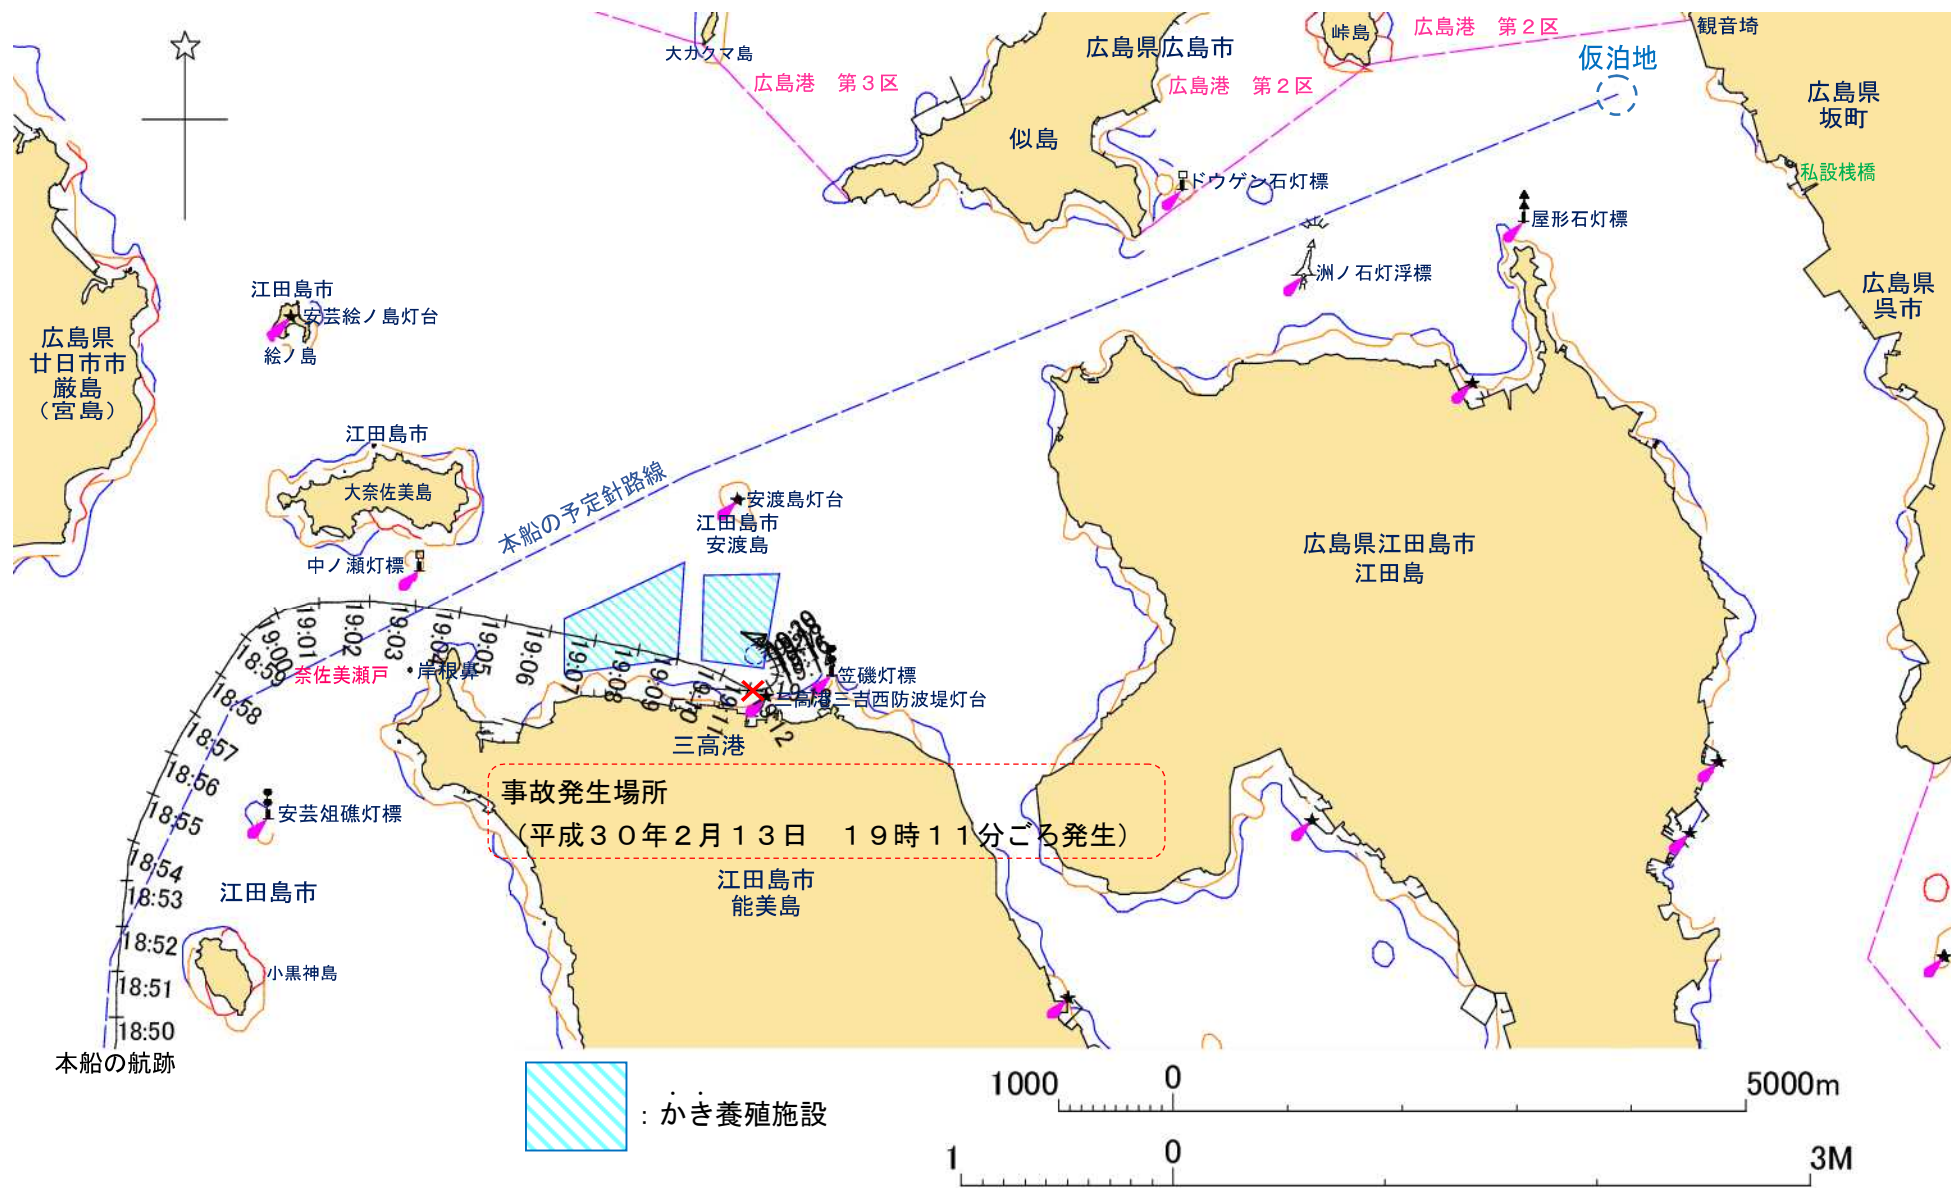 大カクマ島
広島港　第３区
広島県広島市
広島港　第２区
峠島
広島港　第２区
観音埼
仮泊地
広島県
坂町
私設桟橋
似島
ドウゲン石灯標
屋形石灯標
洲ノ石灯浮標
広島県
呉市
江田島市
安芸絵ノ島灯台
絵ノ島
広島県
廿日市市
厳島
（宮島）
江田島市
大奈佐美島
中ノ瀬灯標
本船の予定針路線
安渡島灯台
江田島市
安渡島
広島県江田島市
江田島
奈佐美瀬戸
岸根鼻
笠磯灯標
三高港三吉西防波堤灯台
三高港
19:12
19:11
19:10
19:09
19:08
19:07
19:06
19:05
19:04
19:03
19:02
19:01
19:00
18:59
18:58
18:57
18:56
18:55
18:54
18:53
18:52
18:51
18:50
安芸俎礁灯標
事故発生場所
（平成３０年２月１３日　１９時１１分ごろ発生）
江田島市
能美島
江田島市
小黒神島
本船の航跡
：かき養殖施設
1000 0 5000m
1 0 3M